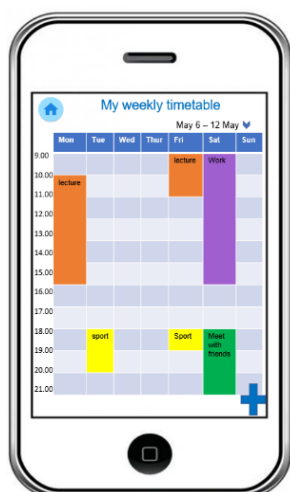 My weekly timetable
May 6 – 12 May
Mon Tue Wed Thur Fri Sat Sun
9.00 lecture Work
10.00 lecture
11.00
12.00
13.00
14.00
15.00
16.00
17.00
18.00 sport Sport Meet
with
19.00 friends
20.00
21.00